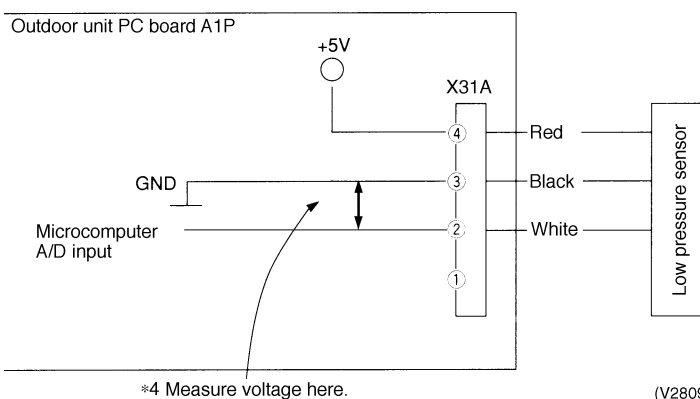 Outdoor unit PC board A1P
+5V
X31A
4
Red
3
Black
GND
2
White
Microcomputer
A/D input
1
Low pressure sensor
*4 Measure voltage here.
(V2809